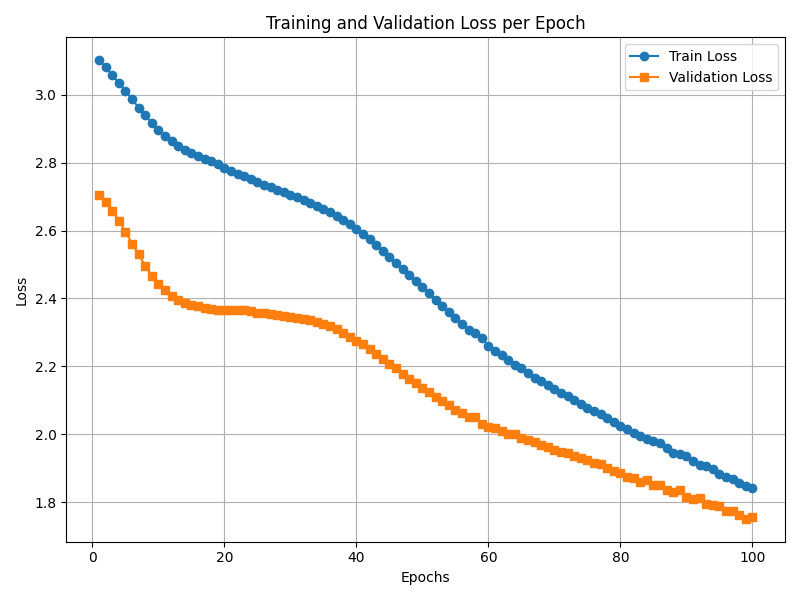 Training and Validation Loss per Epoch
Train Loss
Validation Loss
3.0
2.8
2.6
2.4
2.2
2.0
1.8
Loss
0 20 40 60 80 100
Epochs